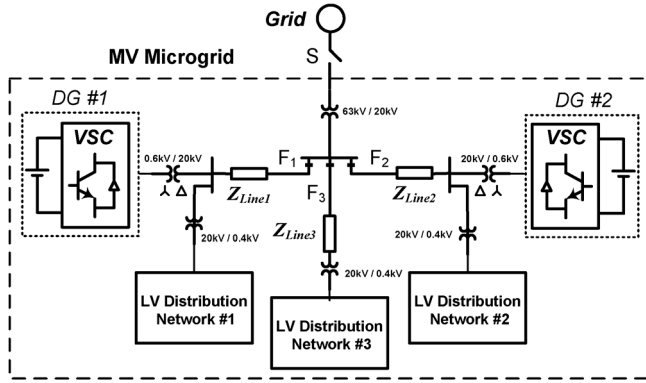 Grid
S
MV Microgrid
63kV / 20kV
DG #1
VSC
0.6kV / 20kV
F1
F2
F3
ZLine1
ZLine2
ZLine3
20kV / 0.6kV
DG #2
VSC
20kV / 0.4kV
20kV / 0.4kV
20kV / 0.4kV
LV Distribution
Network #1
LV Distribution
Network #3
LV Distribution
Network #2